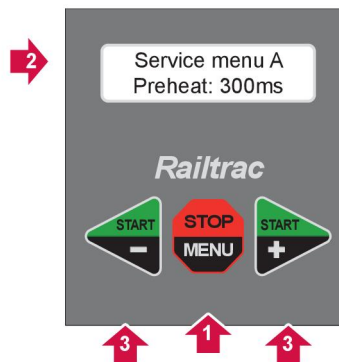 2
Service menu A
Preheat: 300ms
Railtrac
START
-
STOP
MENU
START
+
3
1
3